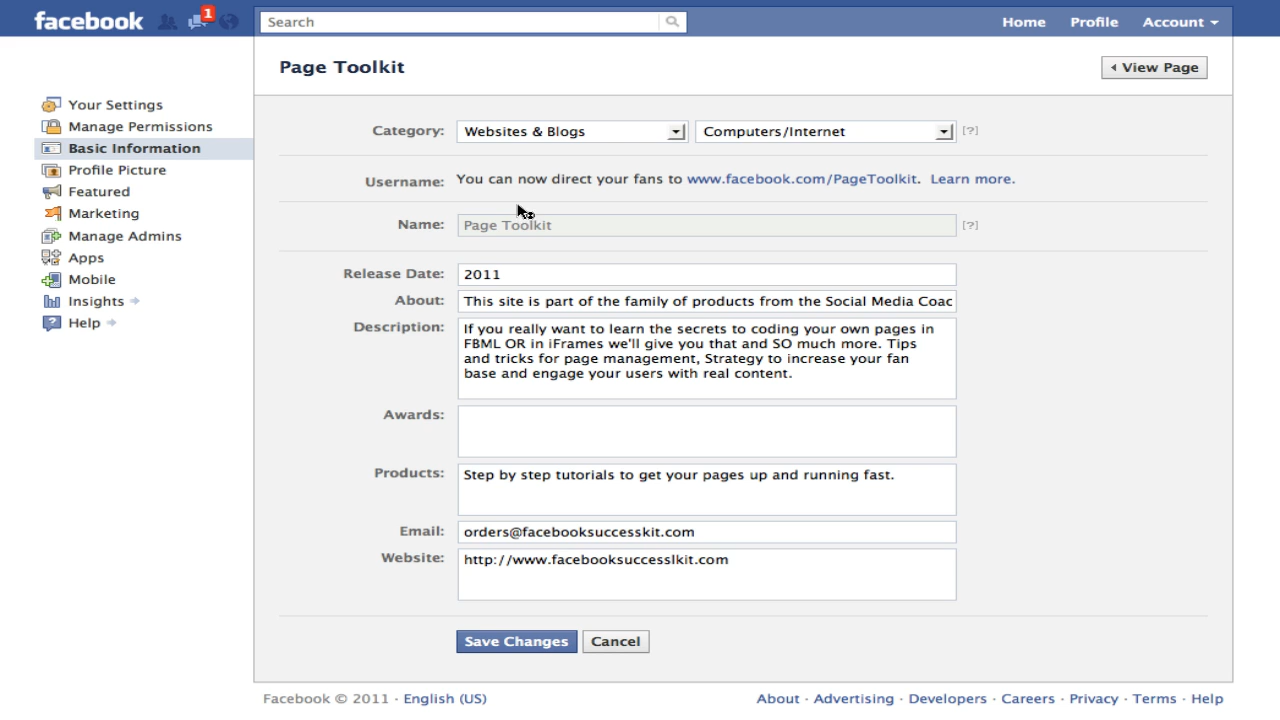 facebook
1
Search
Home
Profile
Account
Page Toolkit
View Page
Your Settings
Manage Permissions
Basic Information
Profile Picture
Featured
Marketing
Manage Admins
Apps
Mobile
Insights
Help
Category: Websites & Blogs Computers/Internet [?]
Username: You can now direct your fans to www.facebook.com/PageToolkit. Learn more.
Name: Page Toolkit [?]
Release Date: 2011
About: This site is part of the family of products from the Social Media Coac
Description: If you really want to learn the secrets to coding your own pages in
FBML OR in iFrames we'll give you that and SO much more. Tips
and tricks for page management, Strategy to increase your fan
base and engage your users with real content.
Awards:
Products: Step by step tutorials to get your pages up and running fast.
Email: orders@facebooksuccesskit.com
Website: http://www.facebooksuccesslkit.com
Save Changes Cancel
Facebook © 2011 · English (US)
About · Advertising · Developers · Careers · Privacy · Terms · Help